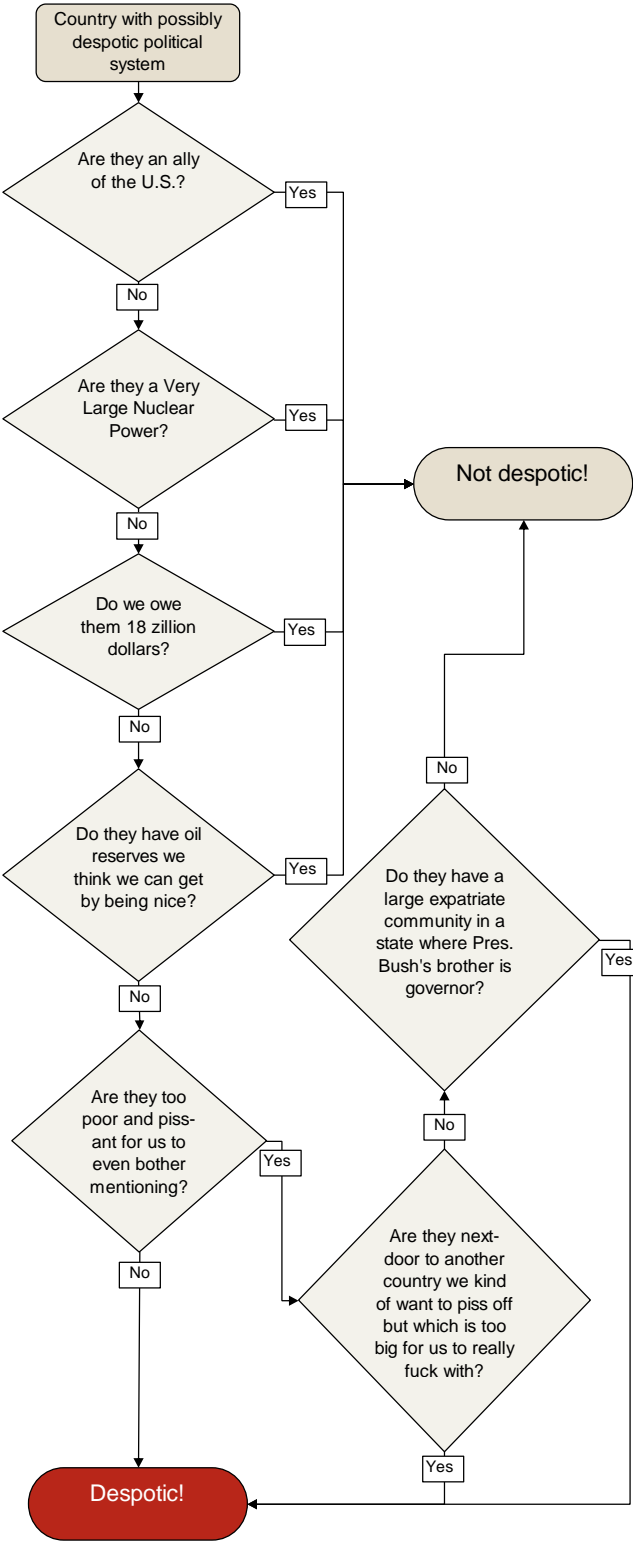 Country with possibly
despotic political
system
Are they an ally
of the U.S.?
Yes
No
Are they a Very
Large Nuclear
Power?
Yes
Not despotic!
No
Do we owe
them 18 zillion
dollars?
Yes
No
No
Do they have oil
reserves we
think we can get
by being nice?
Yes
Do they have a
large expatriate
community in a
state where Pres.
Bush's brother is
governor?
Yes
No
Are they too
poor and piss-
ant for us to
even bother
mentioning?
Yes
No
No
Are they next-
door to another
country we kind
of want to piss off
but which is too
big for us to really
fuck with?
Yes
Despotic!